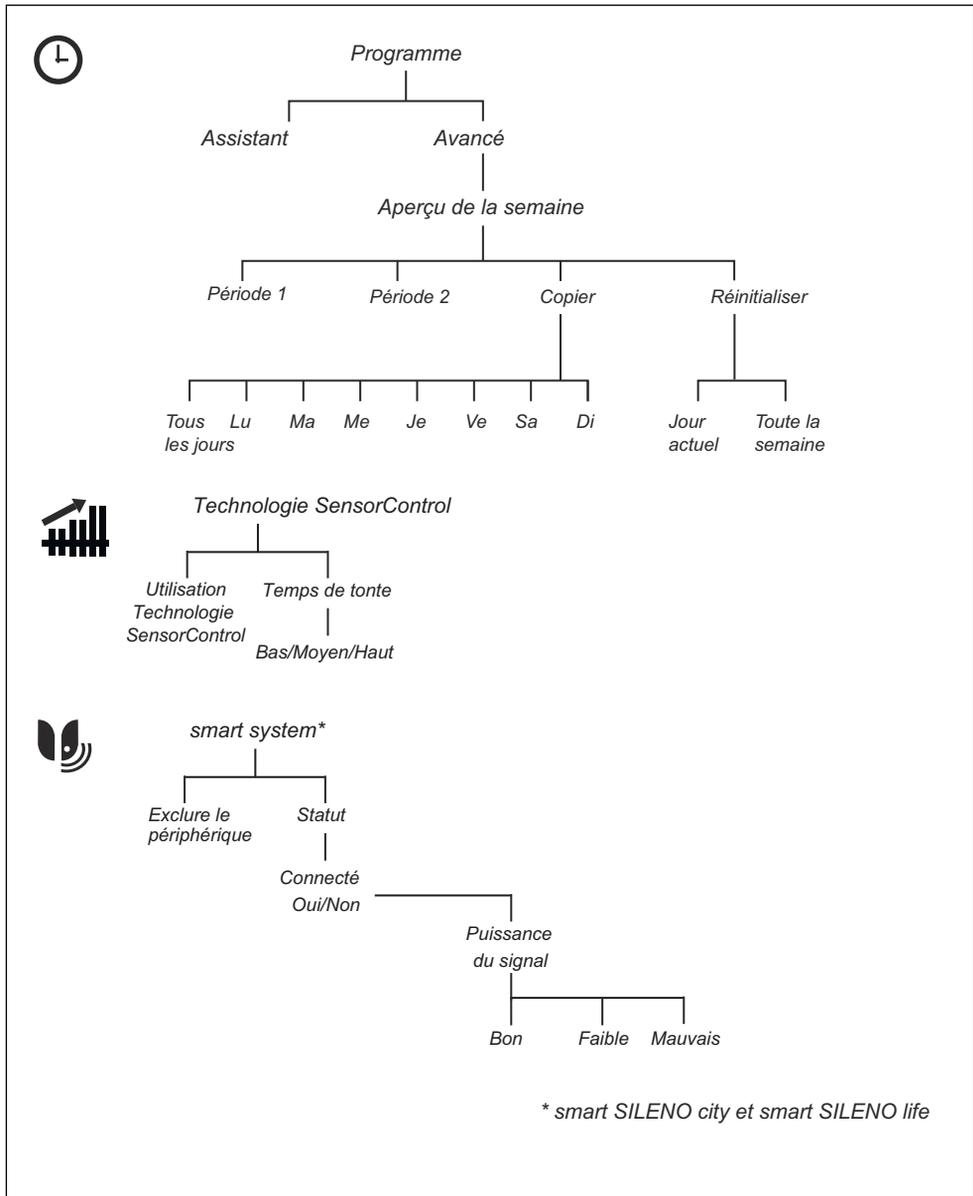 Programme
Assistant
Avancé
Aperçu de la semaine
Période 1
Période 2
Copier
Réinitialiser
Tous
les jours
Lu
Ma
Me
Je
Ve
Sa
Di
Jour
actuel
Toute la
semaine
Technologie SensorControl
Utilisation
Technologie
SensorControl
Temps de tonte
Bas/Moyen/Haut
smart system*
Exclure le
périphérique
Statut
Connecté
Oui/Non
Puissance
du signal
Bon
Faible
Mauvais
* smart SILENO city et smart SILENO life